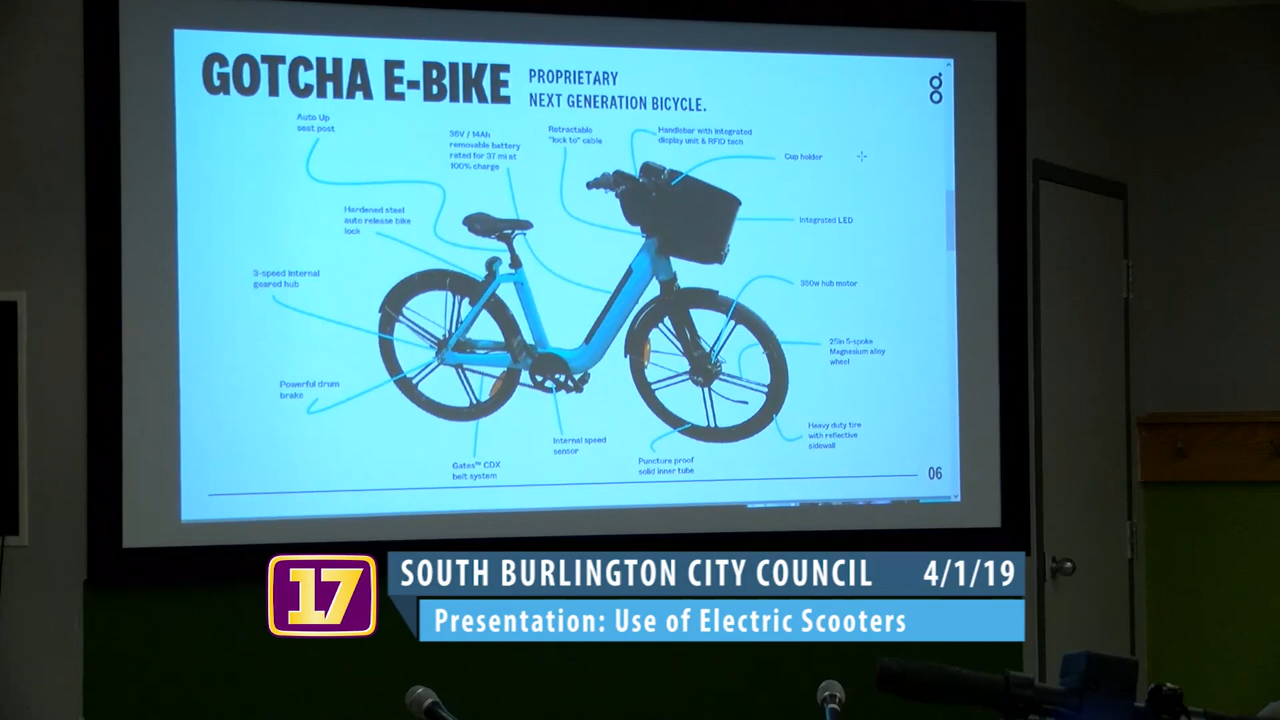 GOTCHA E-BIKE
PROPRIETARY
NEXT GENERATION BICYCLE.
g
Auto Up
seat post
36V / 14Ah
removable battery
rated for 37 mi at
100% charge
Retractable
"lock to" cable
Handlebar with integrated
display unit & RFID tech
Cup holder
Hardened steel
auto release bike
lock
Integrated LED
3-speed internal
geared hub
350w hub motor
25in 5-spoke
Magnesium alloy
wheel
Powerful drum
brake
Heavy duty tire
with reflective
sidewall
Internal speed
sensor
Gates™ CDX
belt system
Puncture proof
solid inner tube
06
17
SOUTH BURLINGTON CITY COUNCIL 4/1/19
Presentation: Use of Electric Scooters